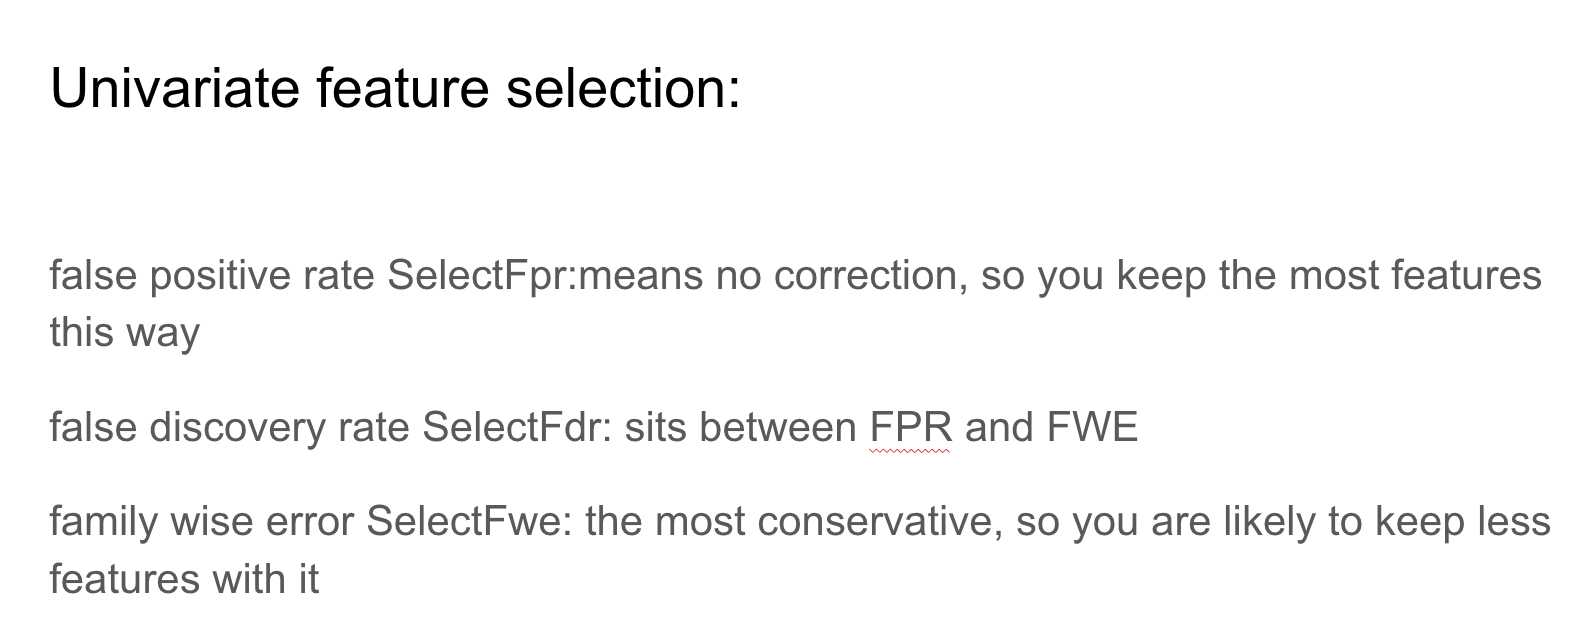 Univariate feature selection:
false positive rate SelectFpr:means no correction, so you keep the most features
this way
false discovery rate SelectFdr: sits between FPR and FWE
family wise error SelectFwe: the most conservative, so you are likely to keep less
features with it